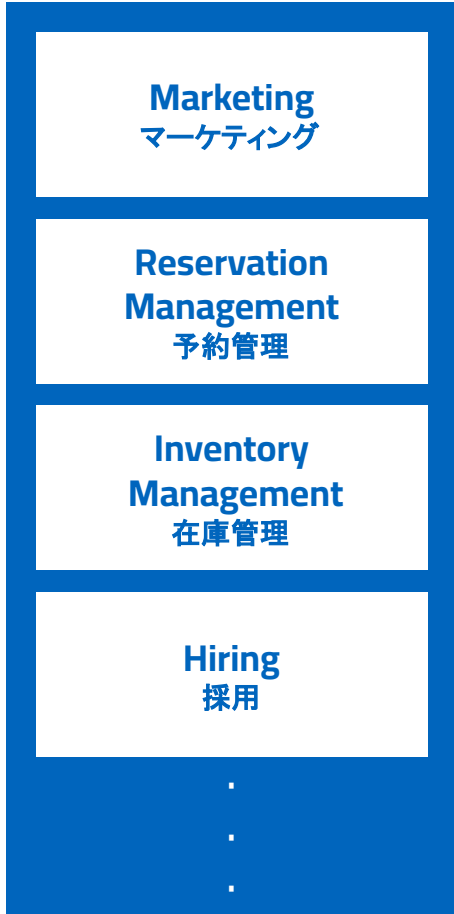 Marketing
マーケティング
Reservation
Management
予約管理
Inventory
Management
在庫管理
Hiring
採用
.
.
.